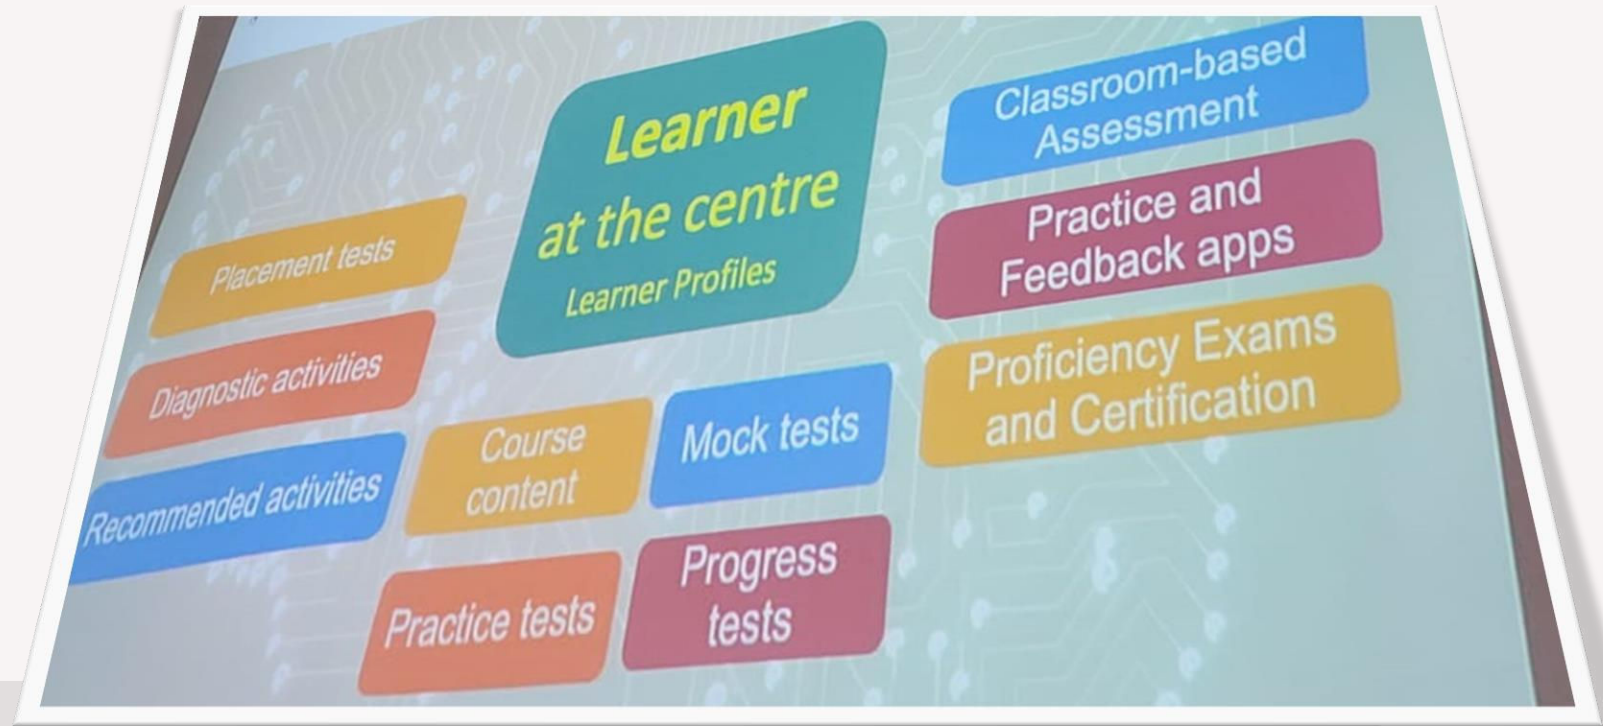 Learner
at the centre
Learner Profiles
Placement tests
Diagnostic activities
Recommended activities
Course
content
Mock tests
Practice tests
Progress
tests
Classroom-based
Assessment
Practice and
Feedback apps
Proficiency Exams
and Certification